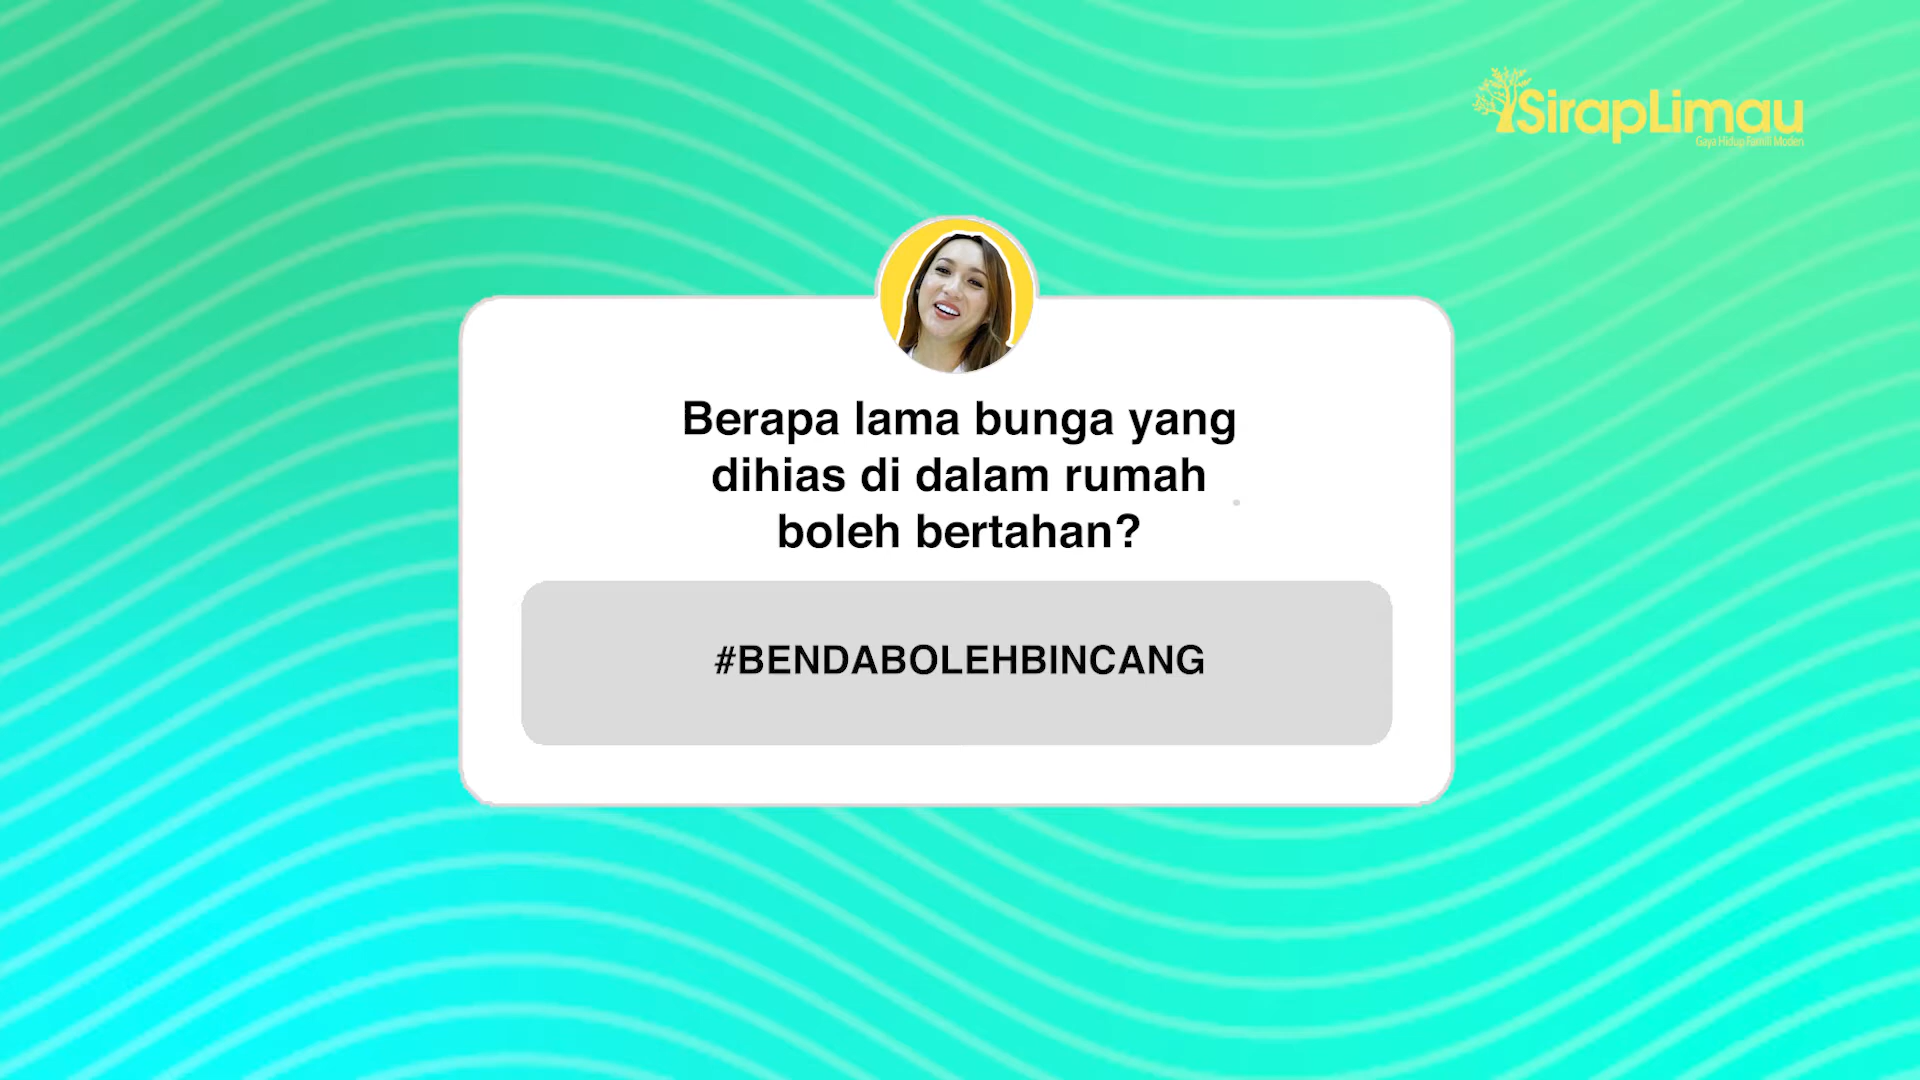 SirapLimau
Gaya Hidup Famili Moden
Berapa lama bunga yang
dihias di dalam rumah
boleh bertahan?
#BENDABOLEHBINCANG